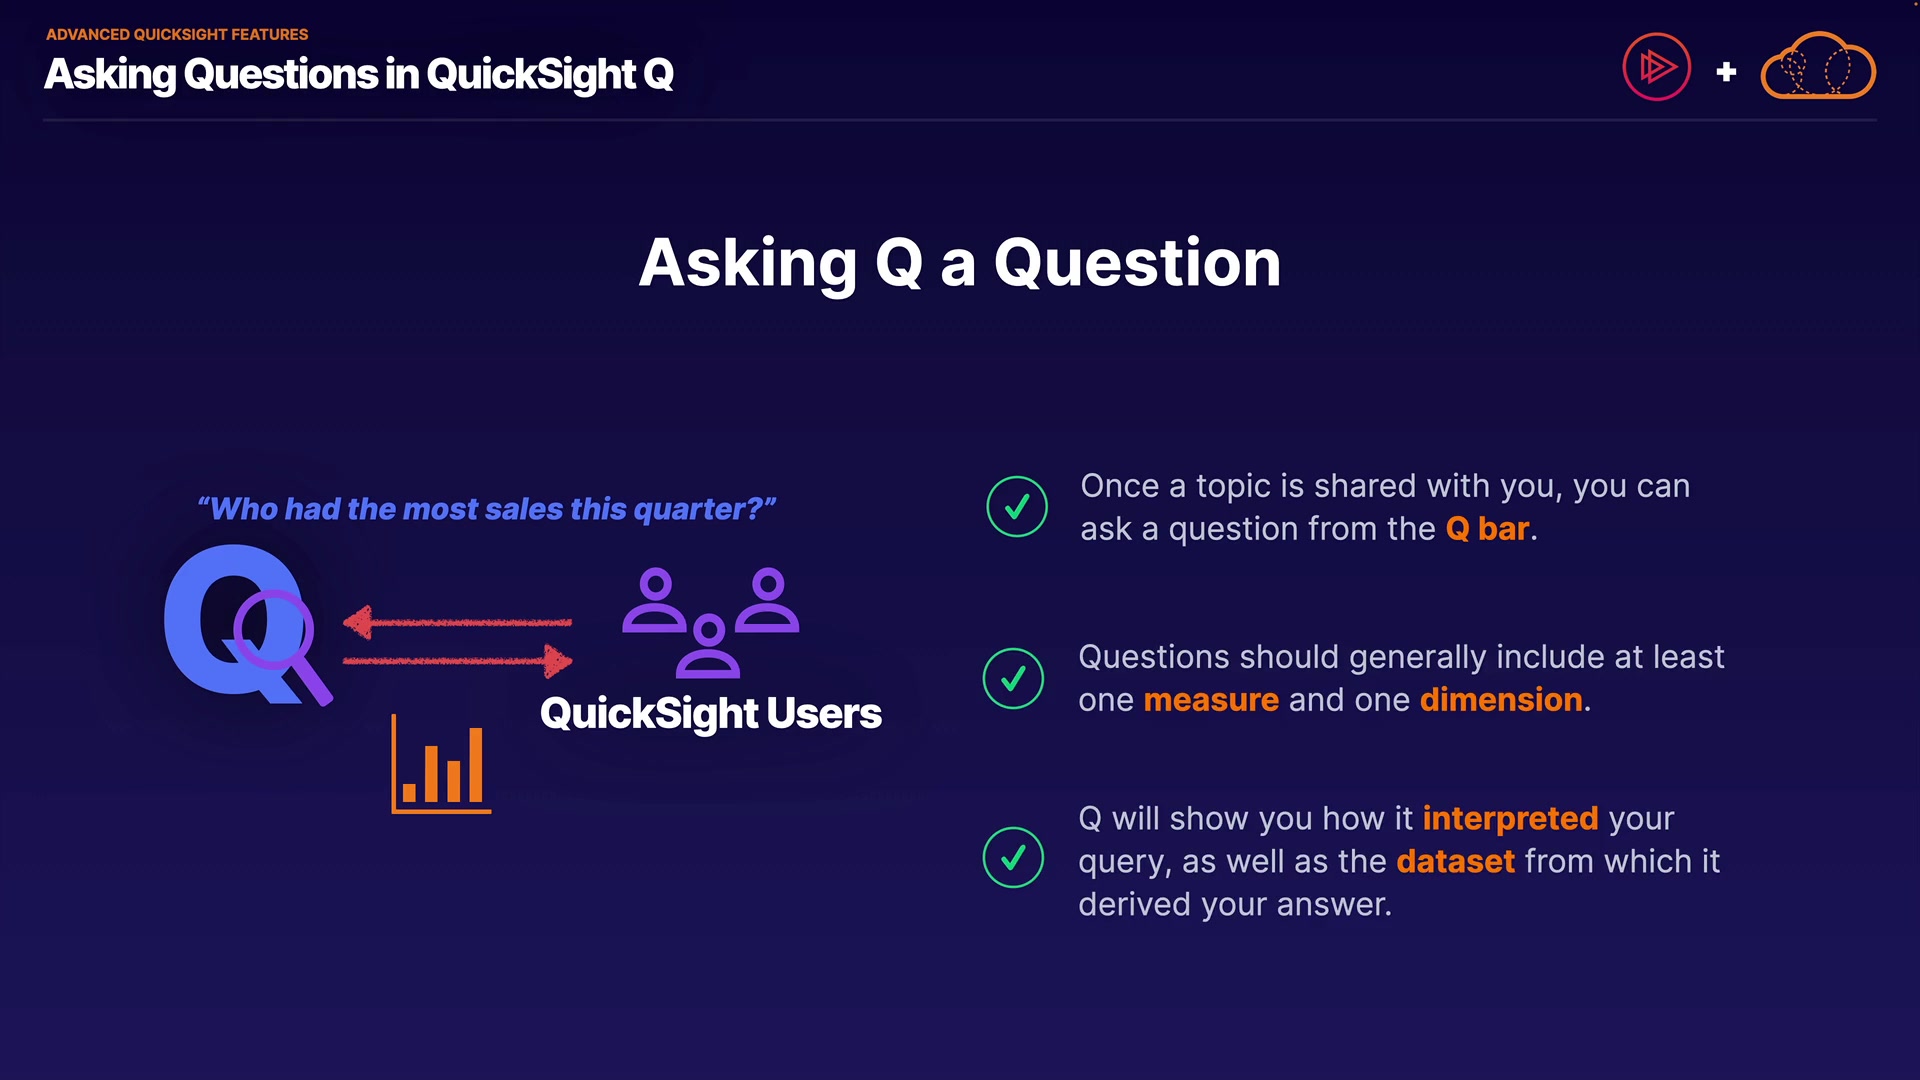 ADVANCED QUICKSIGHT FEATURES
Asking Questions in QuickSight Q
+
Asking Q a Question
“Who had the most sales this quarter?”
Q
QuickSight Users
Once a topic is shared with you, you can
ask a question from the Q bar.
Questions should generally include at least
one measure and one dimension.
Q will show you how it interpreted your
query, as well as the dataset from which it
derived your answer.